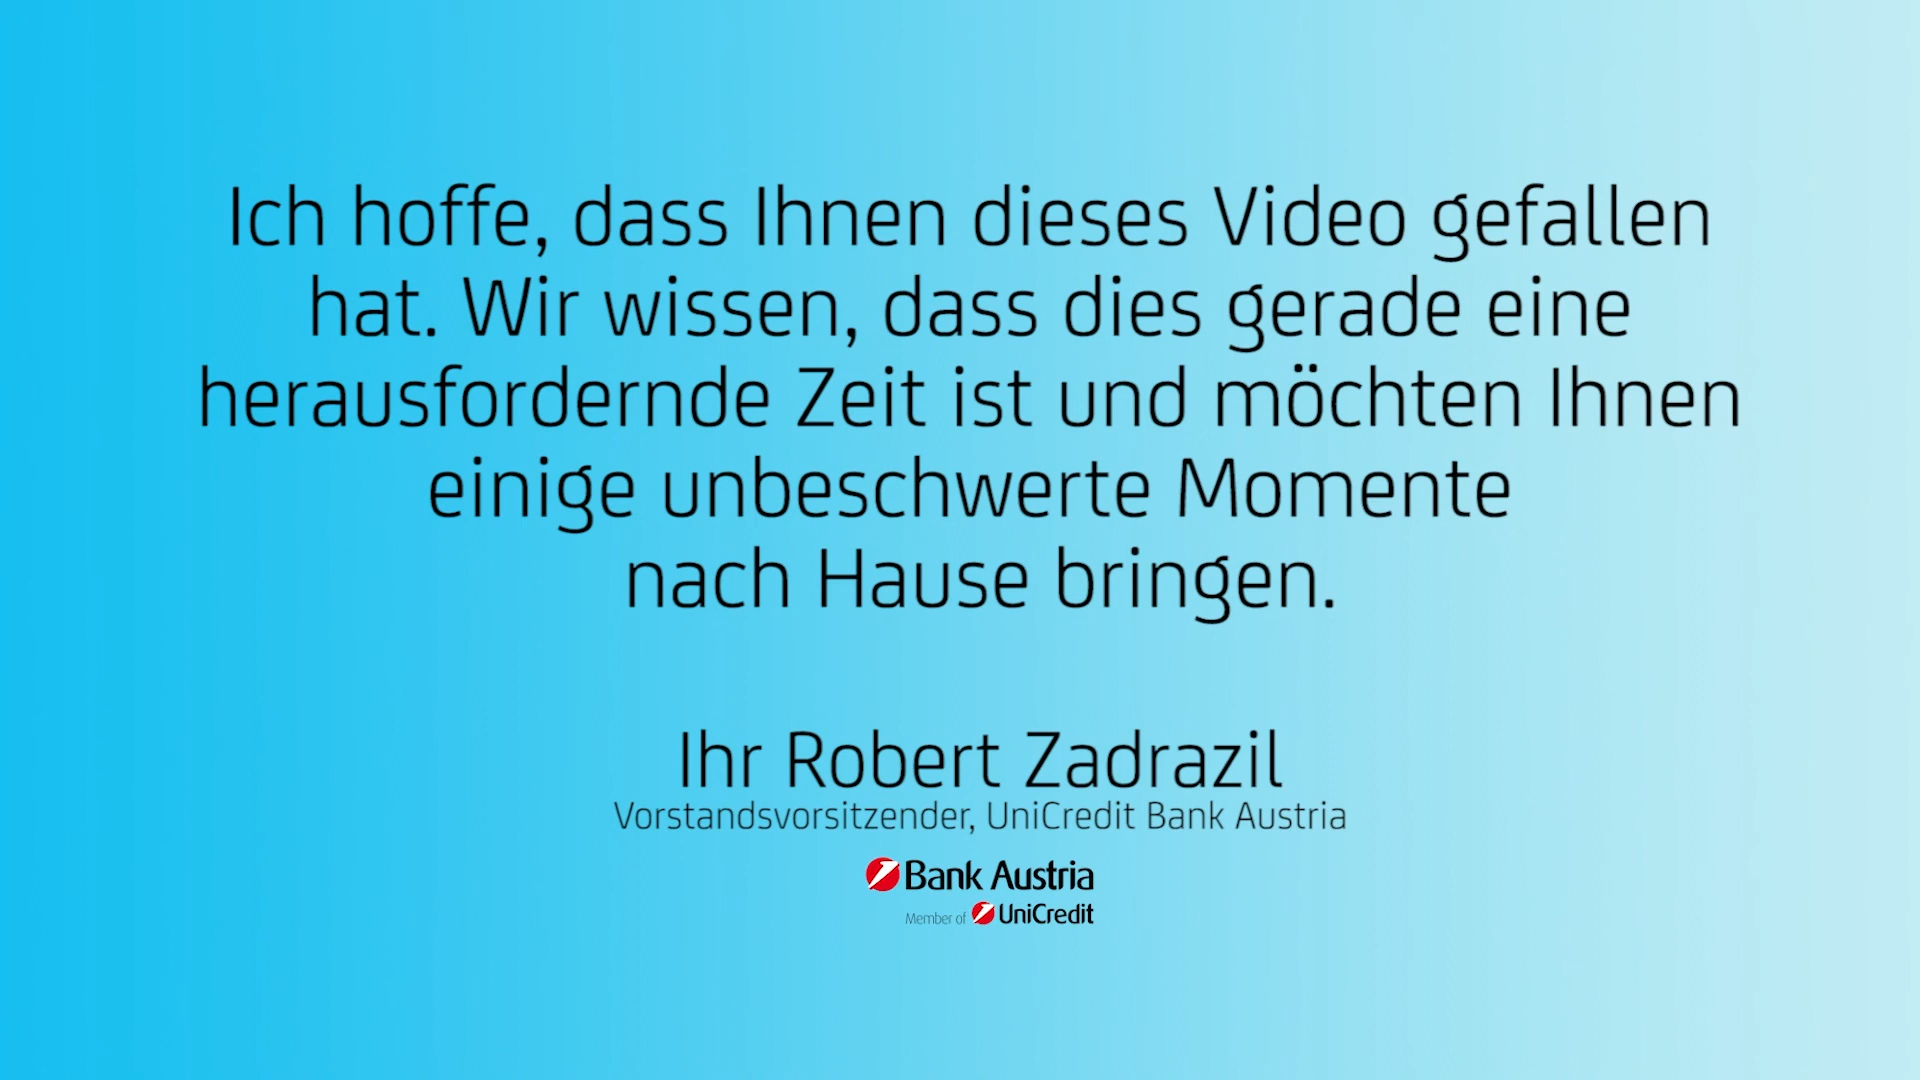 Ich hoffe, dass Ihnen dieses Video gefallen
hat. Wir wissen, dass dies gerade eine
herausfordernde Zeit ist und möchten Ihnen
einige unbeschwerte Momente
nach Hause bringen.
Ihr Robert Zadrazil
Vorstandsvorsitzender, UniCredit Bank Austria
Bank Austria
Member of UniCredit